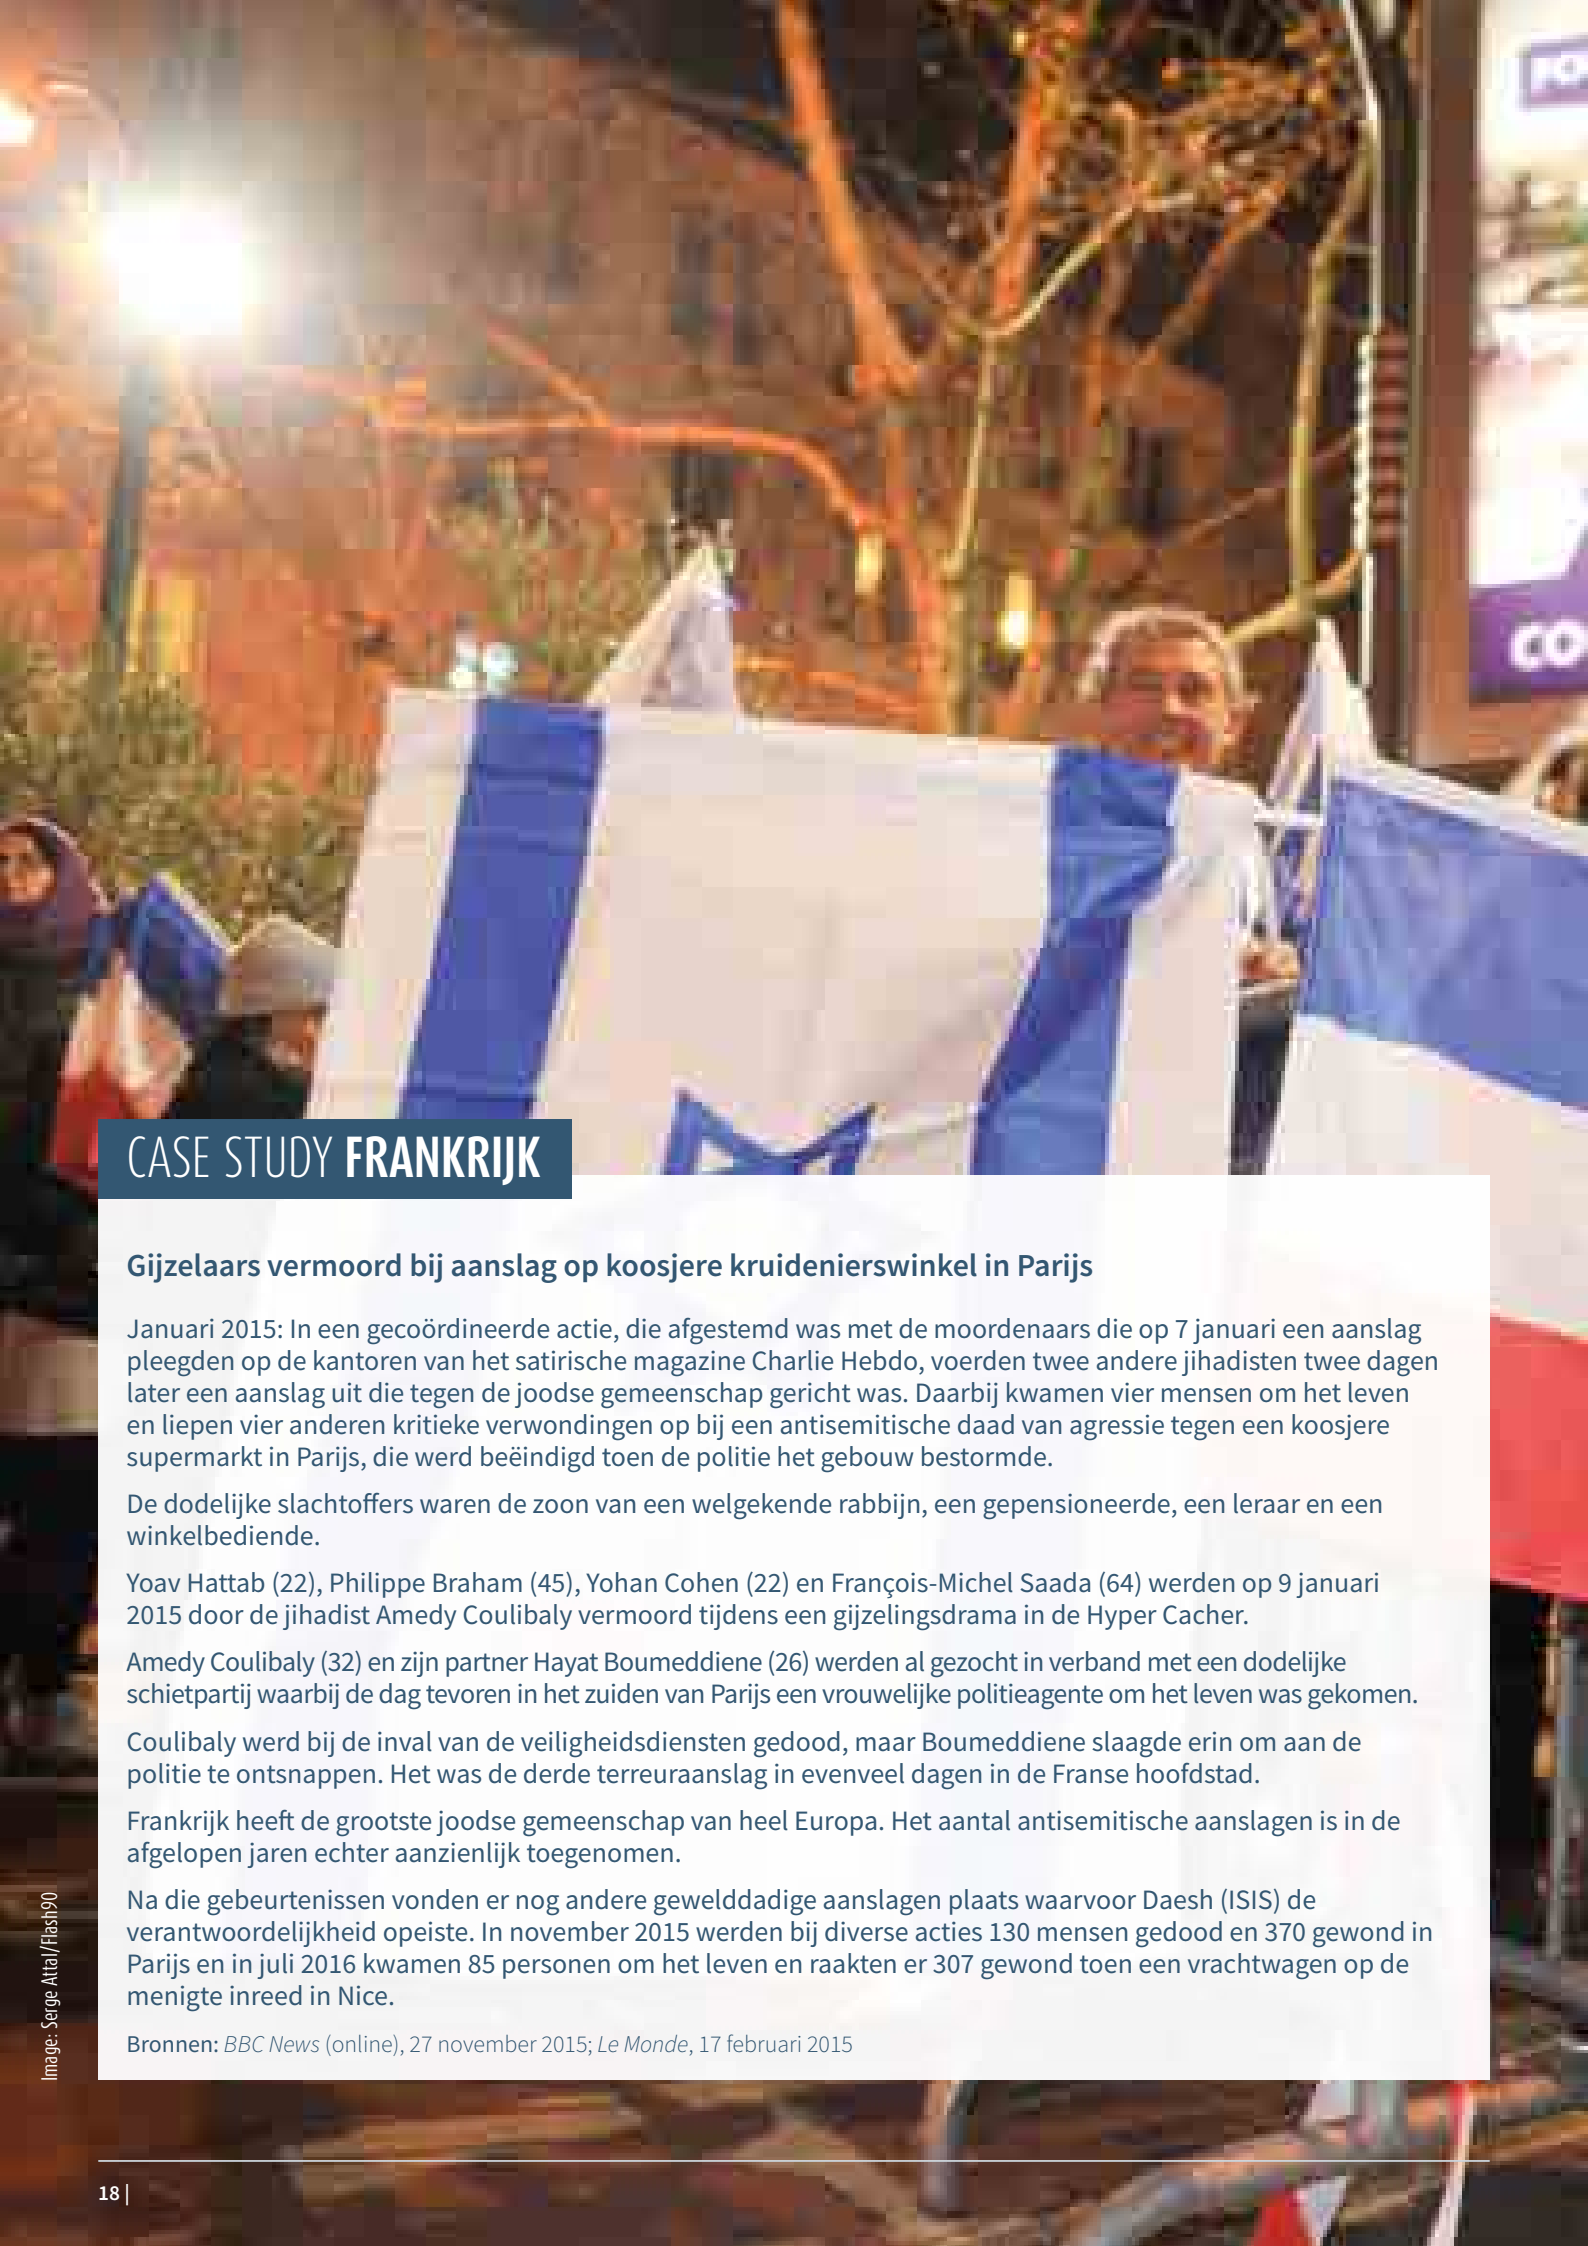 CO
CASE STUDY FRANKRIJK
Gijzelaars vermoord bij aanslag op koosjere kruidenierswinkel in Parijs
Januari 2015: In een gecoördineerde actie, die afgestemd was met de moordenaars die op 7 januari een aanslag
pleegden op de kantoren van het satirische magazine Charlie Hebdo, voerden twee andere jihadisten twee dagen
later een aanslag uit die tegen de joodse gemeenschap gericht was. Daarbij kwamen vier mensen om het leven
en liepen vier anderen kritieke verwondingen op bij een antisemitische daad van agressie tegen een koosjere
supermarkt in Parijs, die werd beëindigd toen de politie het gebouw bestormde.
De dodelijke slachtoffers waren de zoon van een welgekende rabbijn, een gepensioneerde, een leraar en een
winkelbediende.
Yoav Hattab (22), Philippe Braham (45), Yohan Cohen (22) en François-Michel Saada (64) werden op 9 januari
2015 door de jihadist Amedy Coulibaly vermoord tijdens een gijzelingsdrama in de Hyper Cacher.
Amedy Coulibaly (32) en zijn partner Hayat Boumeddiene (26) werden al gezocht in verband met een dodelijke
schietpartij waarbij de dag tevoren in het zuiden van Parijs een vrouwelijke politieagente om het leven was gekomen.
Coulibaly werd bij de inval van de veiligheidsdiensten gedood, maar Boumeddiene slaagde erin om aan de
politie te ontsnappen. Het was de derde terreuraanslag in evenveel dagen in de Franse hoofdstad.
Frankrijk heeft de grootste joodse gemeenschap van heel Europa. Het aantal antisemitische aanslagen is in de
afgelopen jaren echter aanzienlijk toegenomen.
Na die gebeurtenissen vonden er nog andere gewelddadige aanslagen plaats waarvoor Daesh (ISIS) de
verantwoordelijkheid opeiste. In november 2015 werden bij diverse acties 130 mensen gedood en 370 gewond in
Parijs en in juli 2016 kwamen 85 personen om het leven en raakten er 307 gewond toen een vrachtwagen op de
menigte inreed in Nice.
Bronnen: BBC News (online), 27 november 2015; Le Monde, 17 februari 2015
Image: Serge Attal/Flash90
18 |